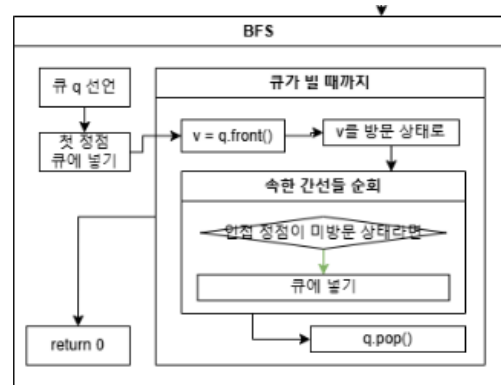 BFS
큐 q 선언
첫 정점
큐에 넣기
큐가 빌 때까지
v = q.front()
v를 방문 상태로
속한 간선들 순회
인접 정점이 미방문 상태라면
큐에 넣기
q.pop()
return 0